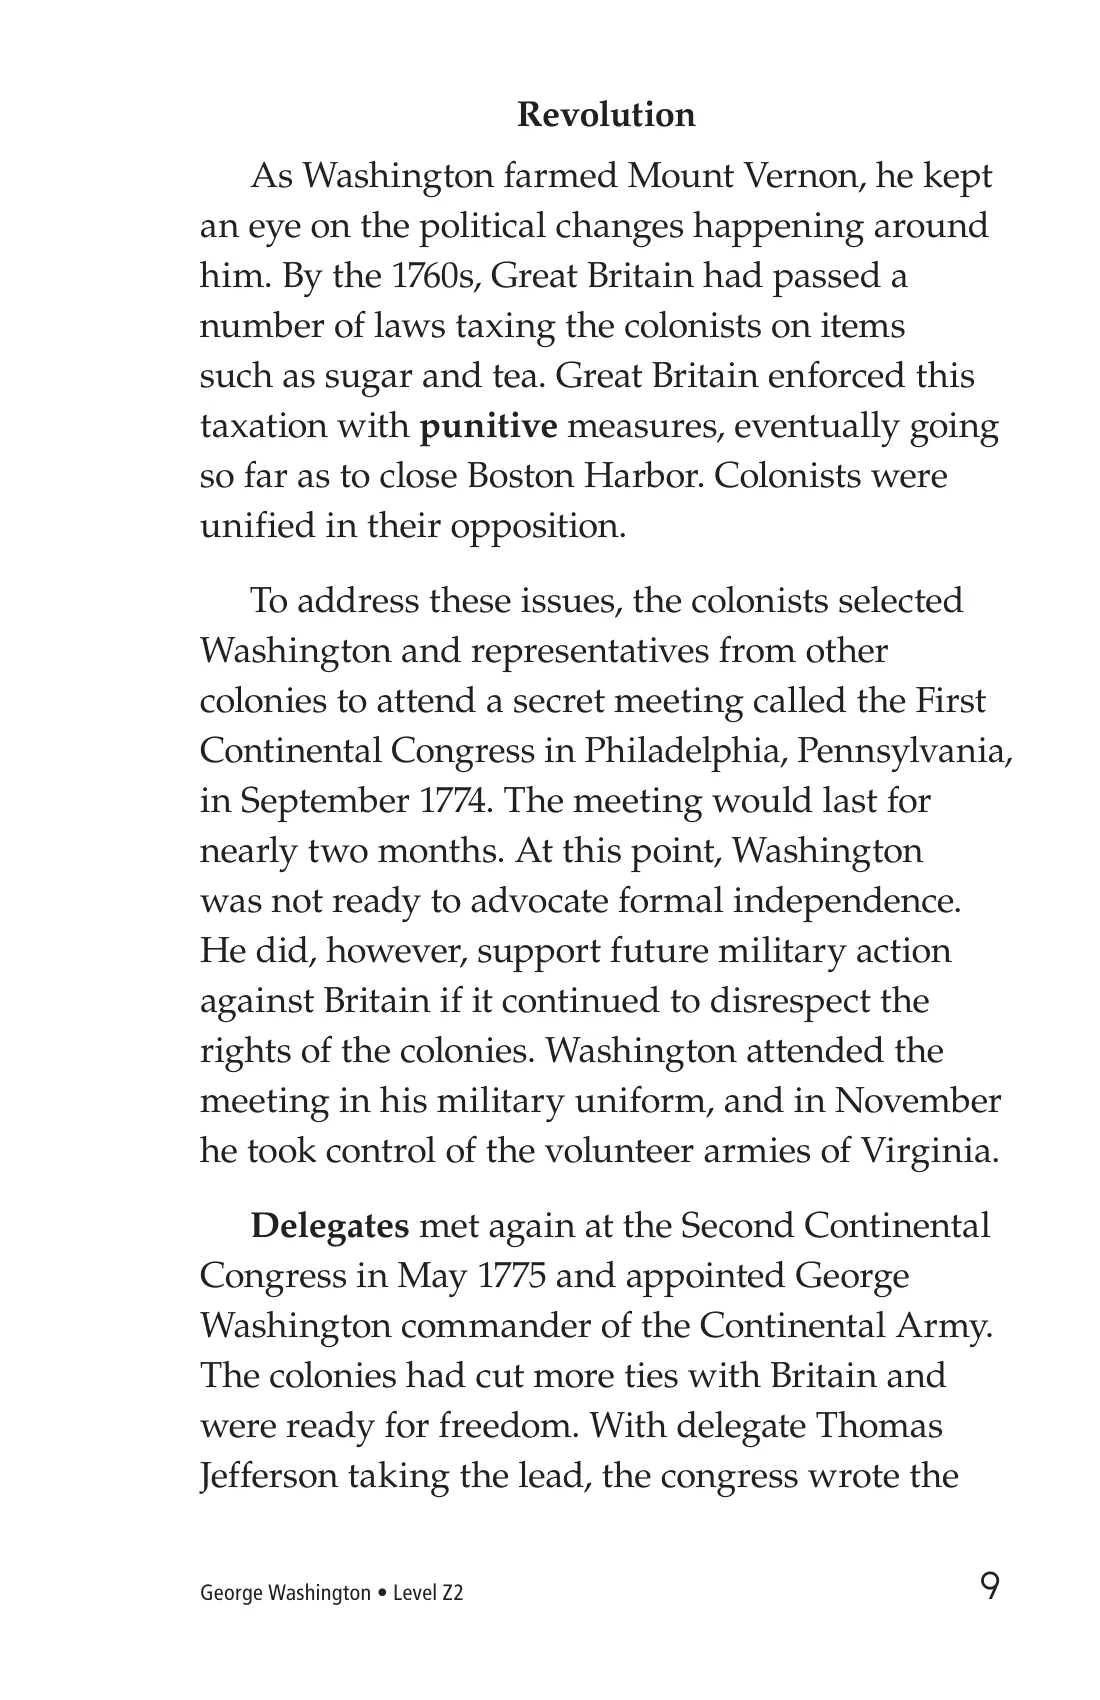 Revolution
As Washington farmed Mount Vernon, he kept
an eye on the political changes happening around
him. By the 1760s, Great Britain had passed a
number of laws taxing the colonists on items
such as sugar and tea. Great Britain enforced this
taxation with punitive measures, eventually going
so far as to close Boston Harbor. Colonists were
unified in their opposition.
To address these issues, the colonists selected
Washington and representatives from other
colonies to attend a secret meeting called the First
Continental Congress in Philadelphia, Pennsylvania,
in September 1774. The meeting would last for
nearly two months. At this point, Washington
was not ready to advocate formal independence.
He did, however, support future military action
against Britain if it continued to disrespect the
rights of the colonies. Washington attended the
meeting in his military uniform, and in November
he took control of the volunteer armies of Virginia.
Delegates met again at the Second Continental
Congress in May 1775 and appointed George
Washington commander of the Continental Army.
The colonies had cut more ties with Britain and
were ready for freedom. With delegate Thomas
Jefferson taking the lead, the congress wrote the
George Washington • Level Z2 9